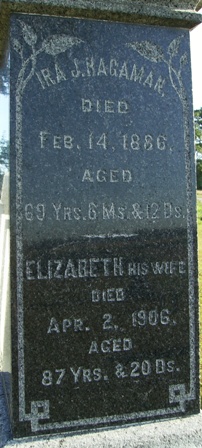 IRA J. HAGAMAN,
DIED
FEB. 14, 1886.
AGED
69 YRS. 6 MS. & 12 DS.
ELIZABETH HIS WIFE
DIED
APR. 2, 1906.
AGED
87 YRS. & 20 DS.